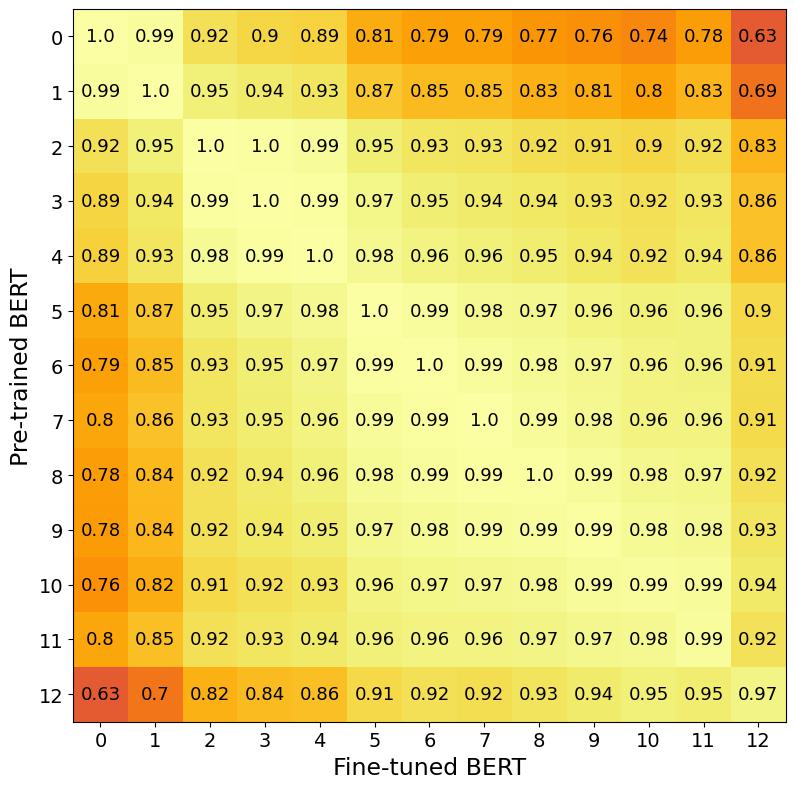 0 1.0 0.99 0.92 0.9 0.89 0.81 0.79 0.79 0.77 0.76 0.74 0.78 0.63
1 0.99 1.0 0.95 0.94 0.93 0.87 0.85 0.85 0.83 0.81 0.8 0.83 0.69
2 0.92 0.95 1.0 1.0 0.99 0.95 0.93 0.93 0.92 0.91 0.9 0.92 0.83
3 0.89 0.94 0.99 1.0 0.99 0.97 0.95 0.94 0.94 0.93 0.92 0.93 0.86
4 0.89 0.93 0.98 0.99 1.0 0.98 0.96 0.96 0.95 0.94 0.92 0.94 0.86
5 0.81 0.87 0.95 0.97 0.98 1.0 0.99 0.98 0.97 0.96 0.96 0.96 0.9
6 0.79 0.85 0.93 0.95 0.97 0.99 1.0 0.99 0.98 0.97 0.96 0.96 0.91
7 0.8 0.86 0.93 0.95 0.96 0.99 0.99 1.0 0.99 0.98 0.96 0.96 0.91
8 0.78 0.84 0.92 0.94 0.96 0.98 0.99 0.99 1.0 0.99 0.98 0.97 0.92
9 0.78 0.84 0.92 0.94 0.95 0.97 0.98 0.99 0.99 0.99 0.98 0.98 0.93
10 0.76 0.82 0.91 0.92 0.93 0.96 0.97 0.97 0.98 0.99 0.99 0.99 0.94
11 0.8 0.85 0.92 0.93 0.94 0.96 0.96 0.96 0.97 0.97 0.98 0.99 0.92
12 0.63 0.7 0.82 0.84 0.86 0.91 0.92 0.92 0.93 0.94 0.95 0.95 0.97
0 1 2 3 4 5 6 7 8 9 10 11 12
Fine-tuned BERT
Pre-trained BERT